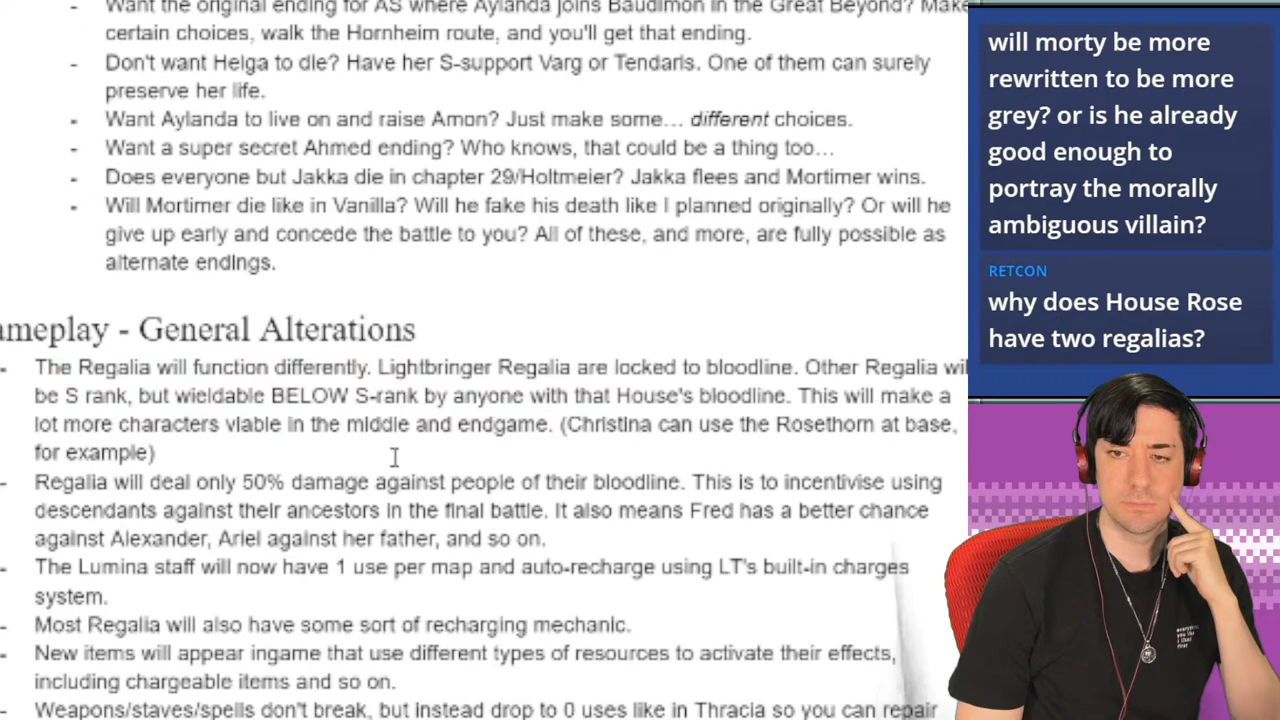 - Want the original ending for AS where Aylanda joins Baudimon in the Great Beyond? Make
certain choices, walk the Hornheim route, and you'll get that ending.
- Don't want Helga to die? Have her S-support Varg or Tendaris. One of them can surely
preserve her life.
- Want Aylanda to live on and raise Amon? Just make some... different choices.
- Want a super secret Ahmed ending? Who knows, that could be a thing too...
- Does everyone but Jakka die in chapter 29/Holtmeier? Jakka flees and Mortimer wins.
- Will Mortimer die like in Vanilla? Will he fake his death like I planned originally? Or will he
give up early and concede the battle to you? All of these, and more, are fully possible as
alternate endings.
ameplay - General Alterations
- The Regalia will function differently. Lightbringer Regalia are locked to bloodline. Other Regalia wil
be S rank, but wieldable BELOW S-rank by anyone with that House's bloodline. This will make a
lot more characters viable in the middle and endgame. (Christina can use the Rosethorn at base,
for example)
- Regalia will deal only 50% damage against people of their bloodline. This is to incentivise using
descendants against their ancestors in the final battle. It also means Fred has a better chance
against Alexander, Ariel against her father, and so on.
- The Lumina staff will now have 1 use per map and auto-recharge using LT's built-in charges
system.
- Most Regalia will also have some sort of recharging mechanic.
- New items will appear ingame that use different types of resources to activate their effects,
including chargeable items and so on.
- Weapons/staves/spells don't break, but instead drop to 0 uses like in Thracia so you can repair
will morty be more
rewritten to be more
grey? or is he already
good enough to
portray the morally
ambiguous villain?
RETCON
why does House Rose
have two regalias?